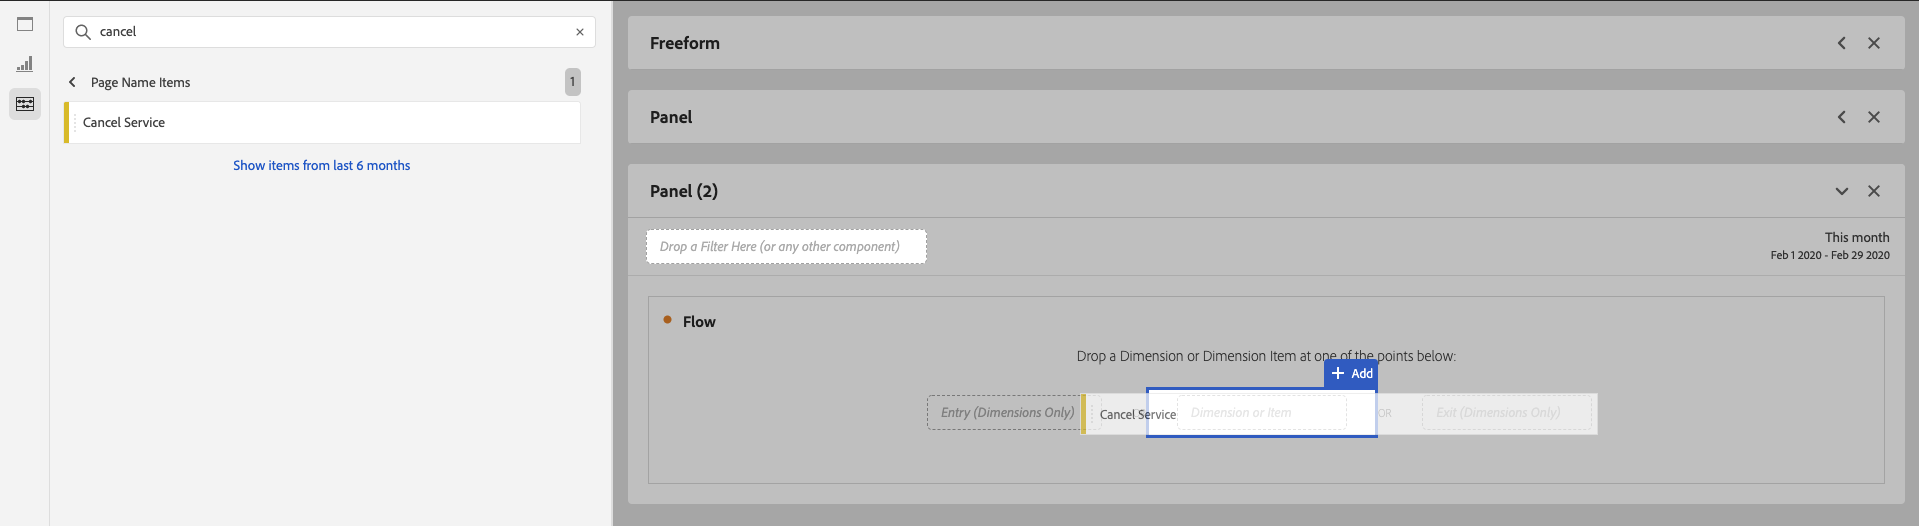 cancel
Page Name Items
1
Cancel Service
Show items from last 6 months
Freeform
Panel
Panel (2)
Drop a Filter Here (or any other component)
This month
Feb 1 2020 - Feb 29 2020
Flow
Drop a Dimension or Dimension Item at one of the points below:
Add
Entry (Dimensions Only)
Cancel Service
Dimension or Item
OR
Exit (Dimensions Only)